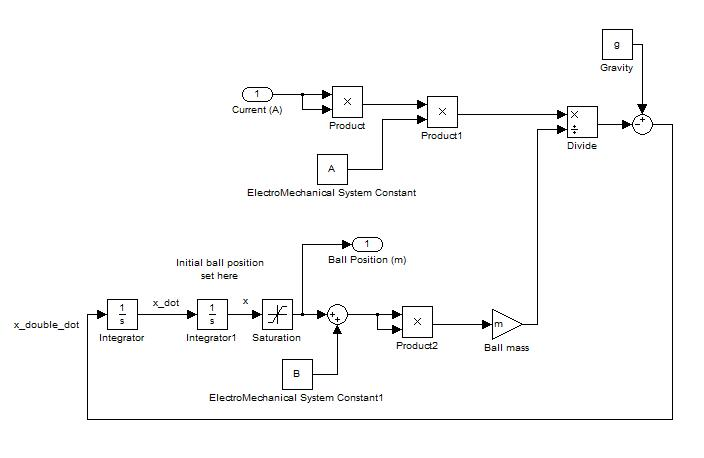 g
Gravity
1
Current (A)
×
Product
×
Product1
×
÷
Divide
-
+
A
ElectroMechanical System Constant
1
Ball Position (m)
Initial ball position
set here
x_double_dot
1
s
Integrator
x_dot
1
s
Integrator1
x
Saturation
+
+
×
Product2
m
Ball mass
B
ElectroMechanical System Constant1